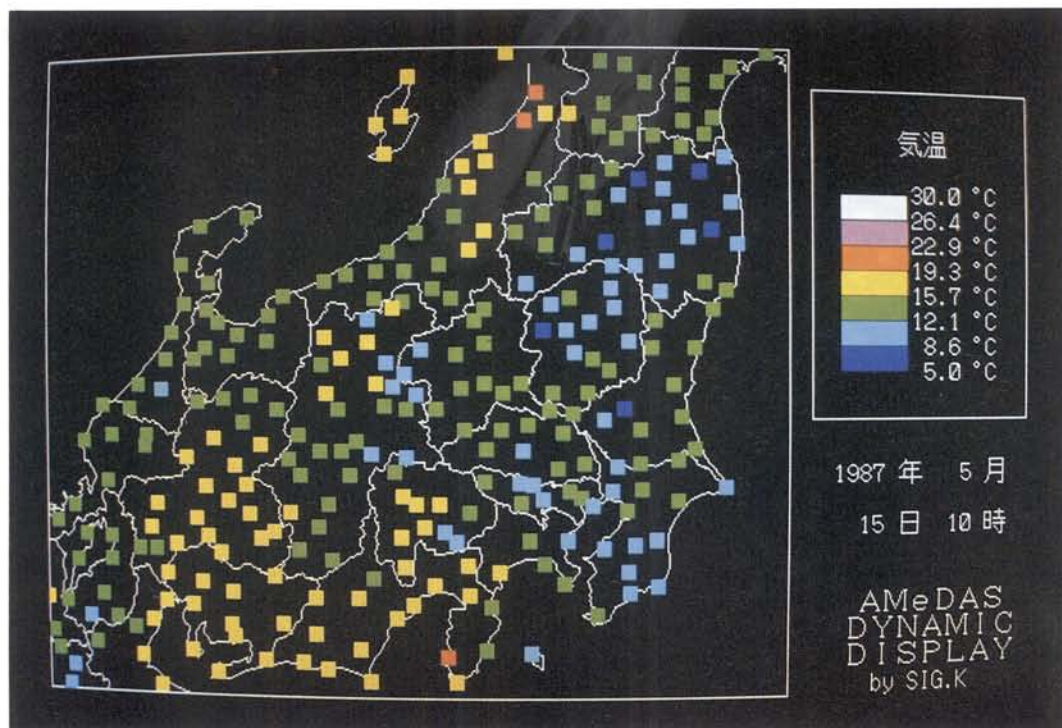 気温
30.0 °C
26.4 °C
22.9 °C
19.3 °C
15.7 °C
12.1 °C
8.6 °C
5.0 °C
1987 年 5 月
15 日 10 時
AMeDAS
DYNAMIC
DISPLAY
by SIG.K